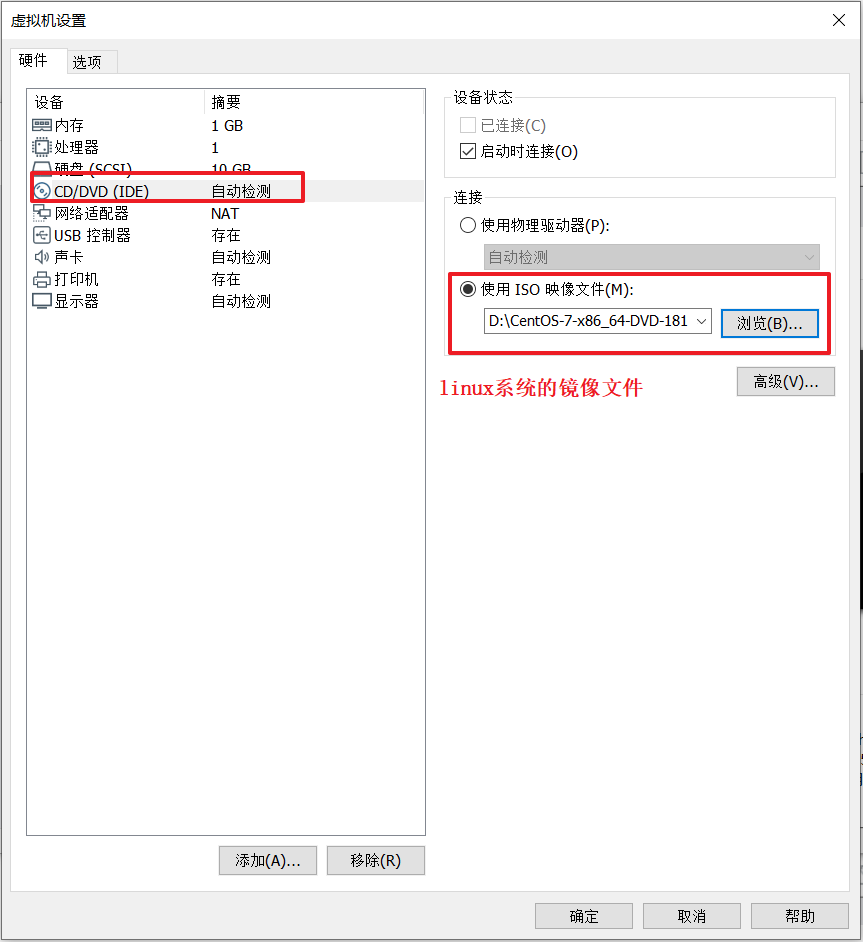 虚拟机设置
硬件 选项
设备 摘要
内存 1 GB
处理器 1
硬盘 (SCSI) 10 GB
CD/DVD (IDE) 自动检测
网络适配器 NAT
USB 控制器 存在
声卡 自动检测
打印机 存在
显示器 自动检测
添加(A)... 移除(R)
设备状态
已连接(C)
启动时连接(O)
连接
使用物理驱动器(P):
自动检测
使用 ISO 映像文件(M):
D:\CentOS-7-x86_64-DVD-181 浏览(B)...
linux系统的镜像文件
高级(V)...
确定 取消 帮助